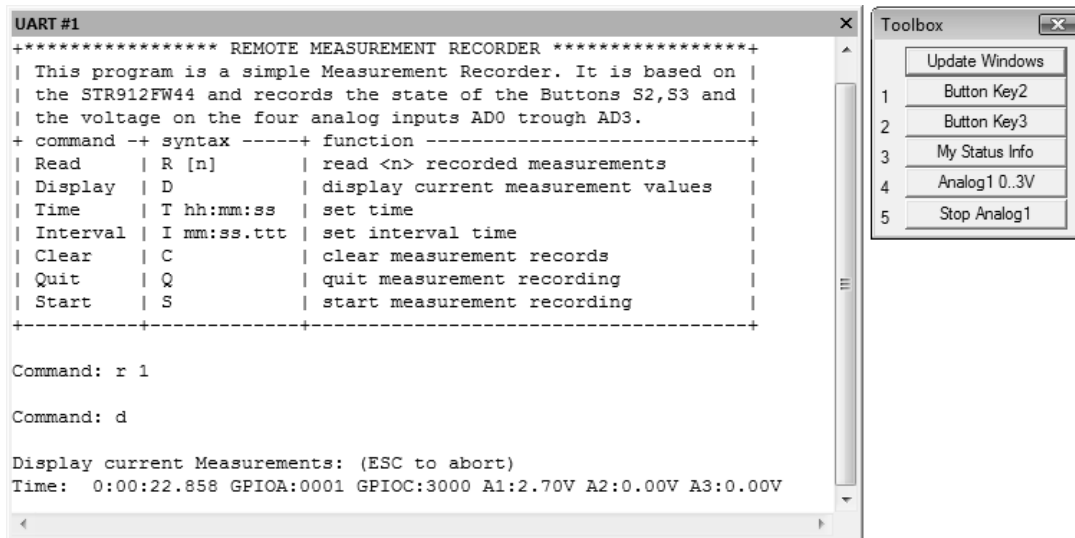 UART #1
+***************** REMOTE MEASUREMENT RECORDER *****************+
| This program is a simple Measurement Recorder. It is based on |
| the STR912FW44 and records the state of the Buttons S2,S3 and |
| the voltage on the four analog inputs AD0 trough AD3. |
+ command -+ syntax -----+ function ----------------------------+
| Read | R [n] | read <n> recorded measurements |
| Display | D | display current measurement values |
| Time | T hh:mm:ss | set time |
| Interval | I mm:ss.ttt | set interval time |
| Clear | C | clear measurement records |
| Quit | Q | quit measurement recording |
| Start | S | start measurement recording |
+----------+-------------+--------------------------------------+
Command: r 1
Command: d
Display current Measurements: (ESC to abort)
Time: 0:00:22.858 GPIOA:0001 GPIOC:3000 A1:2.70V A2:0.00V A3:0.00V
Toolbox
Update Windows
1 Button Key2
2 Button Key3
3 My Status Info
4 Analog1 0..3V
5 Stop Analog1